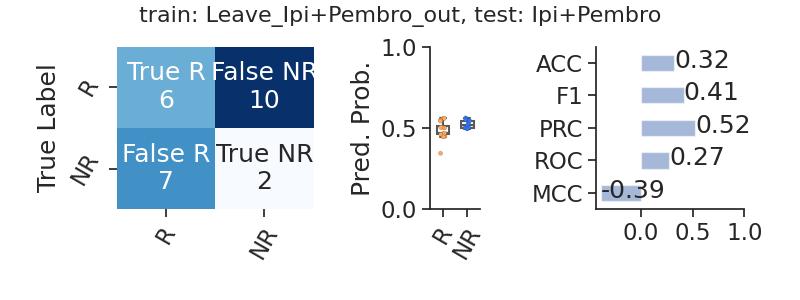 train: Leave_Ipi+Pembro_out, test: Ipi+Pembro
True Label
R
NR
True R
6
False NR
10
False R
7
True NR
2
R
NR
Pred. Prob.
1.0
0.5
0.0
R
NR
ACC
0.32
F1
0.41
PRC
0.52
ROC
0.27
MCC
-0.39
0.0
0.5
1.0